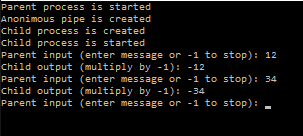 Parent process is started
Anonimous pipe is created
Child process is created
Child process is started
Parent input (enter message or -1 to stop): 12
Child output (multiply by -1): -12
Parent input (enter message or -1 to stop): 34
Child output (multiply by -1): -34
Parent input (enter message or -1 to stop):